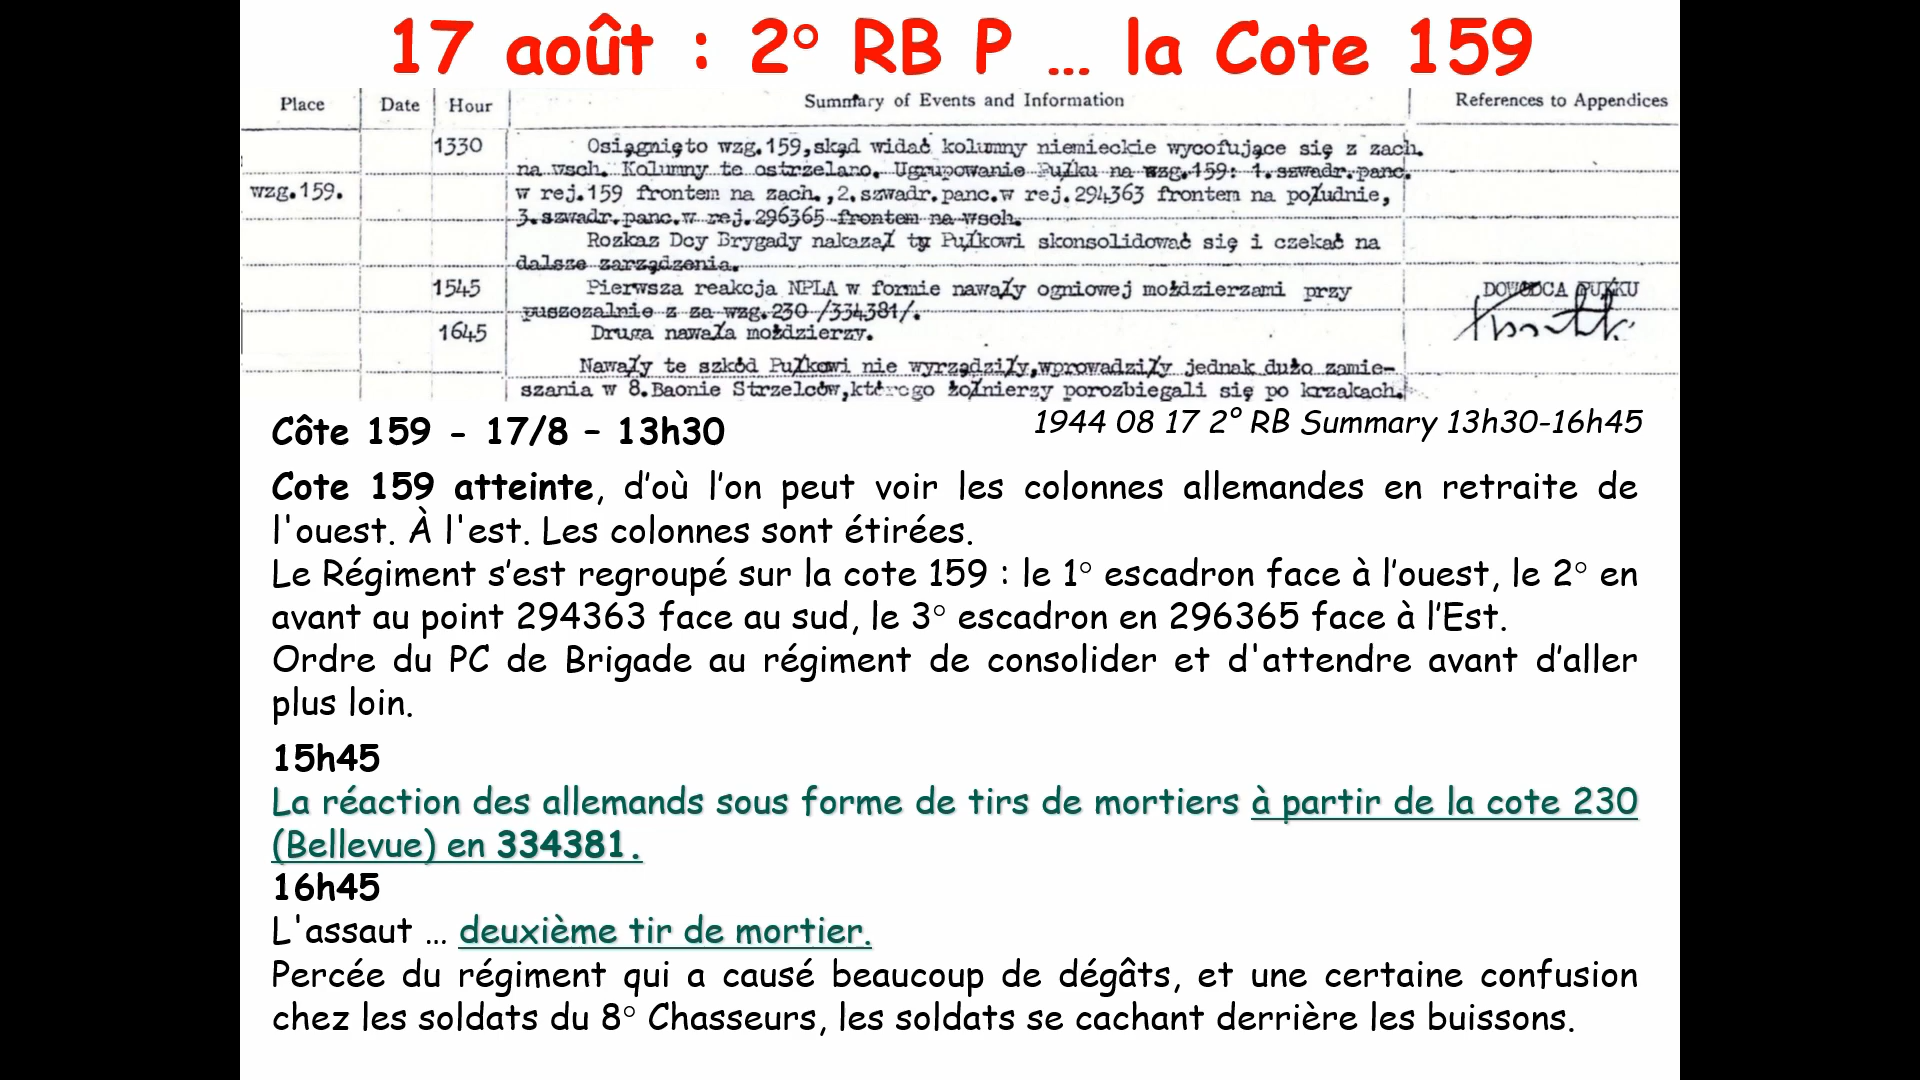 17 août : 2° RB P … la Cote 159
Place Date Hour Summary of Events and Information References to Appendices
1330 Osiągnięto wzg.159,skąd widać kolumny niemieckie wycofujące się z zach.
na wsch. Kolumny te ostrzelano. Ugrupowanie Pułku na wzg.159: 1.szwadr.panc.
wzg.159. w rej.159 frontem na zach.,2.szwadr.panc.w rej.294363 frontem na południe,
3.szwadr.panc.w rej.296365 frontem na wsch.
Rozkaz Dcy Brygady nakazał tu Pułkowi skonsolidować się i czekać na
dalsze zarządzenia.
1545 Pierwsza reakcja NPLA w formie nawały ogniowej moździerzami przy DOWÓDCA PUŁKU
puszczalnie z za wzg.230 /334381/.
1645 Druga nawała moździerzy.
Nawały te szkód Pułkowi nie wyrządziły,wprowadziły jednak dużo zamie-
szania w 8.Baonie Strzelców,którego żołnierzy porozbiegali się po krzakach.
1944 08 17 2° RB Summary 13h30-16h45
Côte 159 - 17/8 – 13h30
Cote 159 atteinte, d’où l’on peut voir les colonnes allemandes en retraite de
l'ouest. À l'est. Les colonnes sont étirées.
Le Régiment s’est regroupé sur la cote 159 : le 1° escadron face à l’ouest, le 2° en
avant au point 294363 face au sud, le 3° escadron en 296365 face à l’Est.
Ordre du PC de Brigade au régiment de consolider et d'attendre avant d’aller
plus loin.
15h45
La réaction des allemands sous forme de tirs de mortiers à partir de la cote 230
(Bellevue) en 334381.
16h45
L'assaut … deuxième tir de mortier.
Percée du régiment qui a causé beaucoup de dégâts, et une certaine confusion
chez les soldats du 8° Chasseurs, les soldats se cachant derrière les buissons.